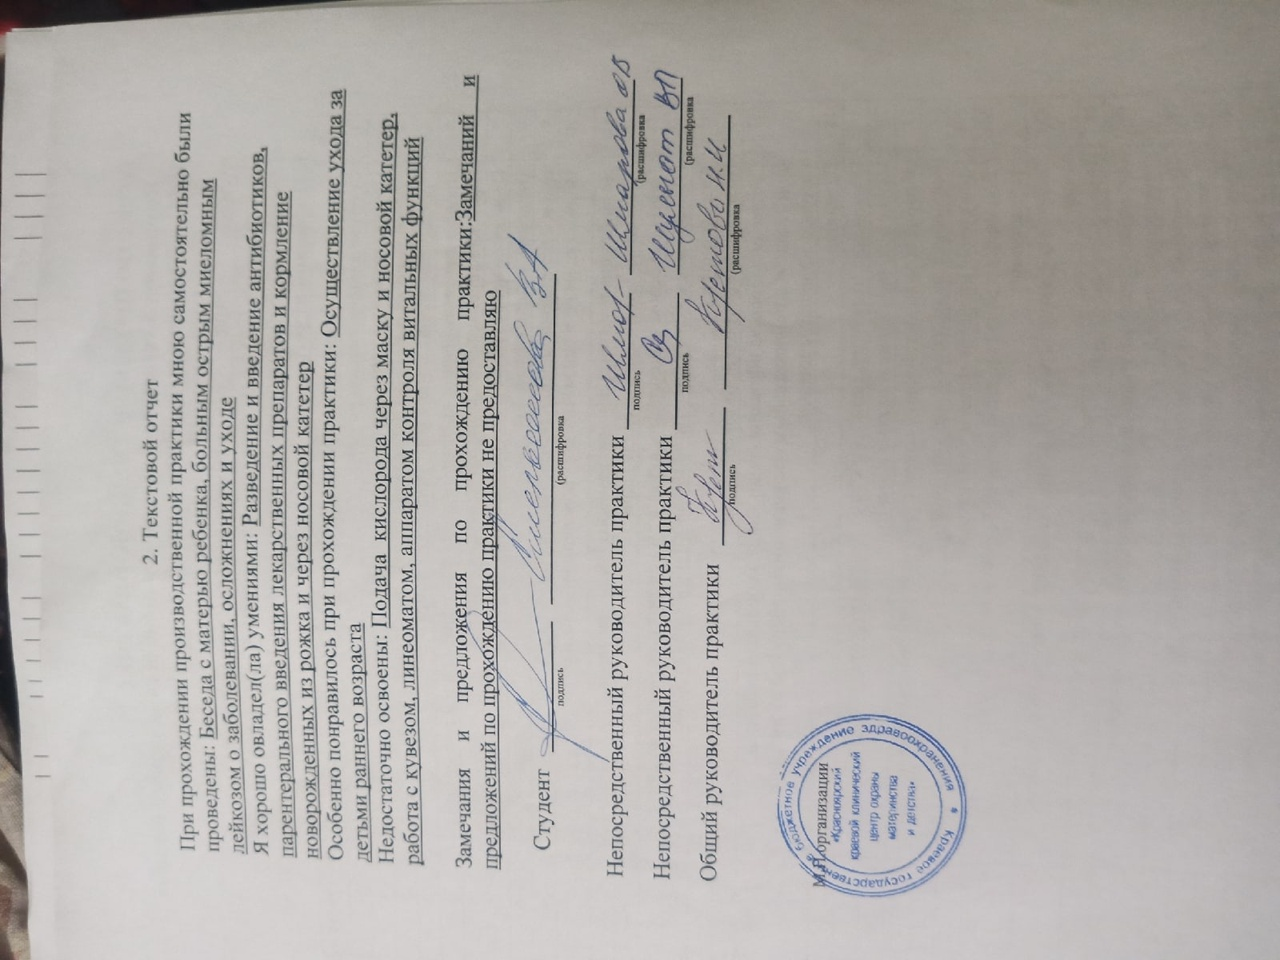 2. Текстовой отчет
При прохождении производственной практики мною самостоятельно были
проведены: Беседа с матерью ребенка, больным острым миеломным
лейкозом о заболевании, осложнениях и уходе
Я хорошо овладел(ла) умениями: Разведение и введение антибиотиков,
парентерального введения лекарственных препаратов и кормление
новорожденных из рожка и через носовой катетер
Особенно понравилось при прохождении практики: Осуществление ухода за
детьми раннего возраста
Недостаточно освоены: Подача кислорода через маску и носовой катетер,
работа с кувезом, линеоматом, аппаратом контроля витальных функций
Замечания и предложения по прохождению практики:Замечаний и
предложений по прохождению практики не предоставляю
Студент
подпись (расшифровка
Непосредственный руководитель практики
подпись (расшифровка
Непосредственный руководитель практики
подпись (расшифровка
Общий руководитель практики
подпись (расшифровка
М.П.организации
Краевое государственное бюджетное учреждение здравоохранения
«Красноярский
краевой клинический
центр охраны
материнства
и детства»